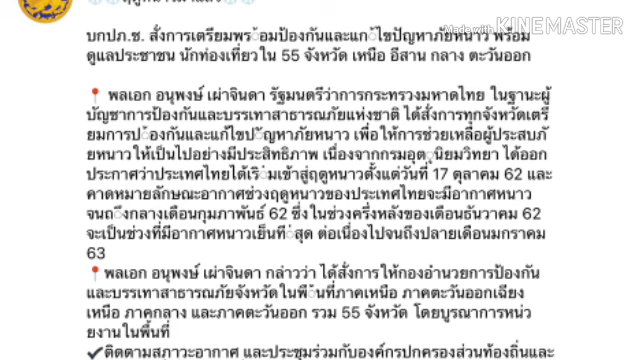 Made with KINEMASTER
บกปภ.ช. สั่งการเตรียมพร้อมป้องกันและแก้ไขปัญหาภัยหนาว พร้อม
ดูแลประชาชน นักท่องเที่ยวใน 55 จังหวัด เหนือ อีสาน กลาง ตะวันออก
📍 พลเอก อนุพงษ์ เผ่าจินดา รัฐมนตรีว่าการกระทรวงมหาดไทย ในฐานะผู้
บัญชาการป้องกันและบรรเทาสาธารณภัยแห่งชาติ ได้สั่งการทุกจังหวัดเตรี
ยมการป้องกันและแก้ไขปัญหาภัยหนาว เพื่อให้การช่วยเหลือผู้ประสบภั
ยหนาวให้เป็นไปอย่างมีประสิทธิภาพ เนื่องจากกรมอุตุนิยมวิทยา ได้ออก
ประกาศว่าประเทศไทยได้เริ่มเข้าสู่ฤดูหนาวตั้งแต่วันที่ 17 ตุลาคม 62 และ
คาดหมายลักษณะอากาศช่วงฤดูหนาวของประเทศไทยจะมีอากาศหนาว
จนถึงกลางเดือนกุมภาพันธ์ 62 ซึ่งในช่วงครึ่งหลังของเดือนธันวาคม 62
จะเป็นช่วงที่มีอากาศหนาวเย็นที่สุด ต่อเนื่องไปจนถึงปลายเดือนมกราคม
63
📍พลเอก อนุพงษ์ เผ่าจินดา กล่าวว่า ได้สั่งการให้กองอำนวยการป้องกัน
และบรรเทาสาธารณภัยจังหวัดในพื้นที่ภาคเหนือ ภาคตะวันออกเฉียง
เหนือ ภาคกลาง และภาคตะวันออก รวม 55 จังหวัด โดยบูรณาการหน่ว
ยงานในพื้นที่
✔ติดตามสภาวะอากาศ และประชุมร่วมกับองค์กรปกครองส่วนท้องถิ่นและ